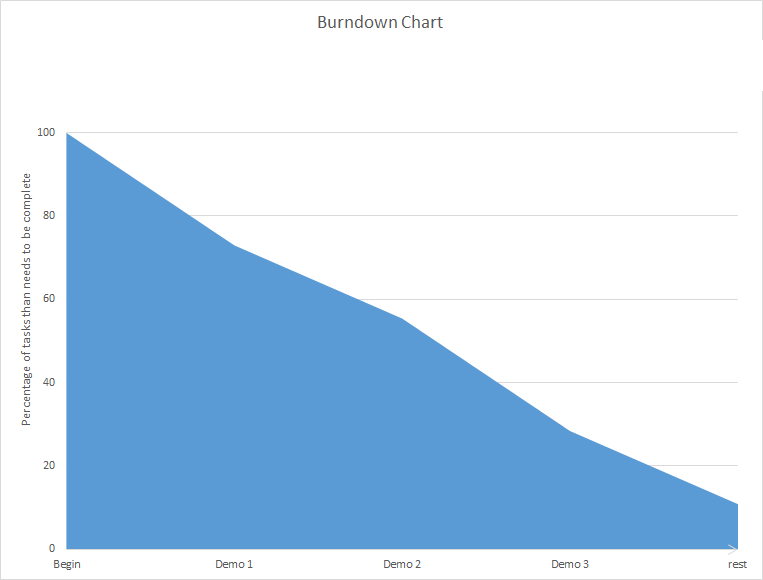 Burndown Chart
100
80
60
40
20
0
Percentage of tasks than needs to be complete
Begin
Demo 1
Demo 2
Demo 3
rest